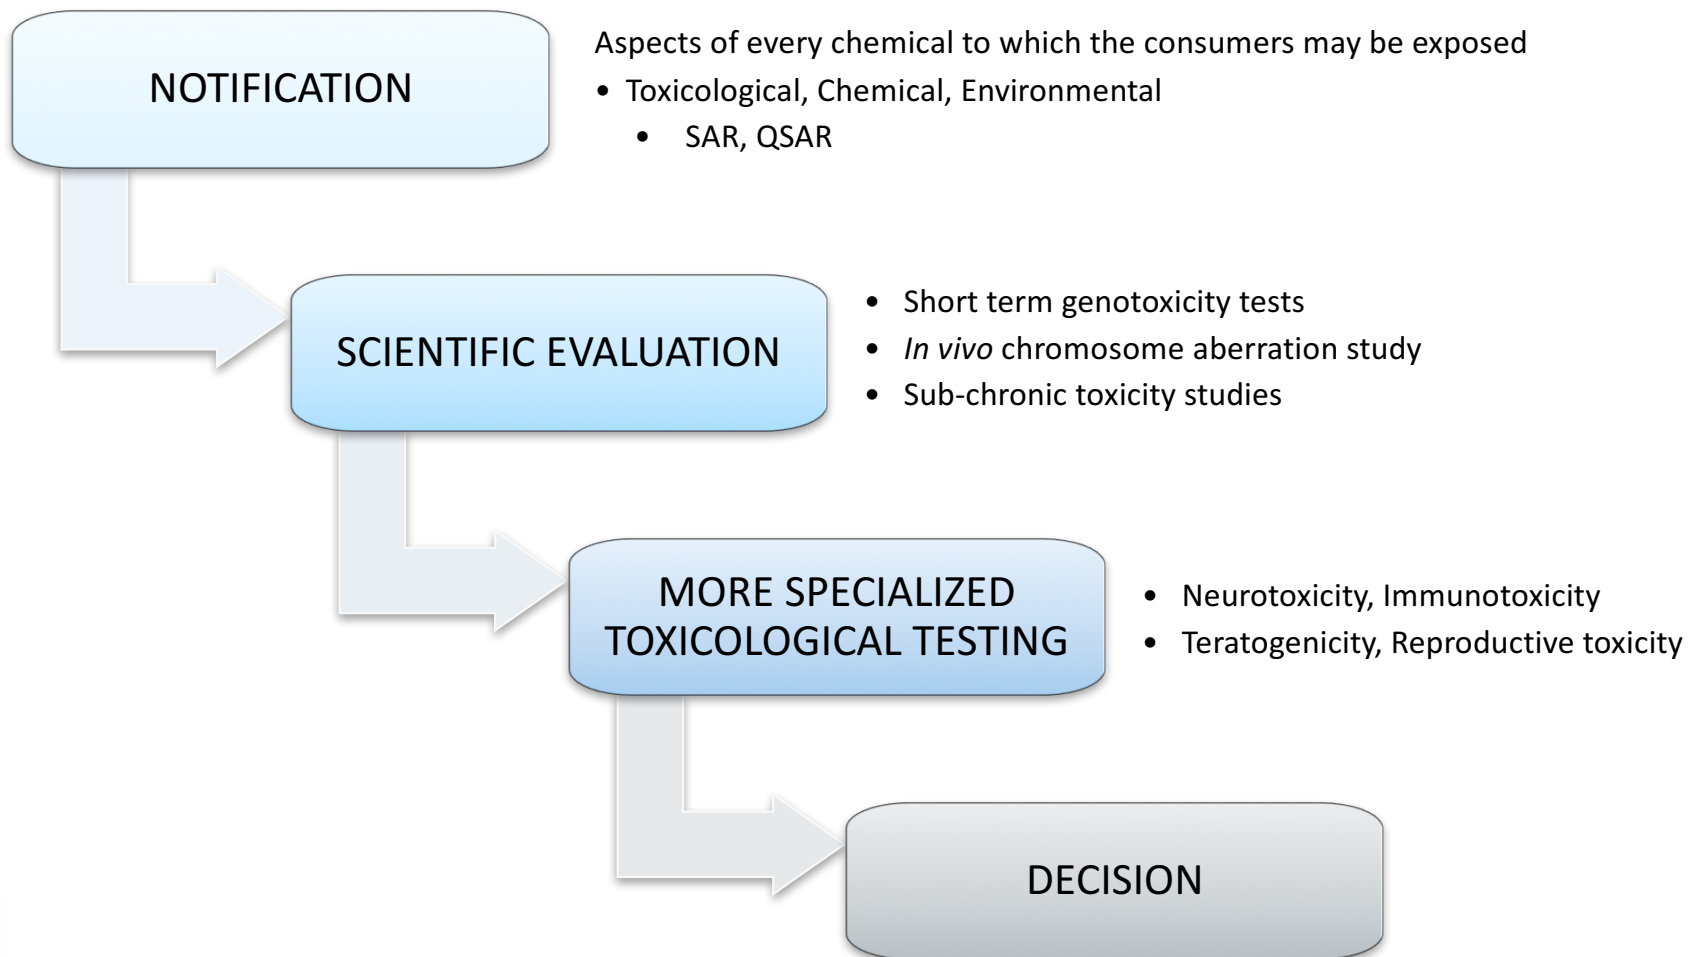 NOTIFICATION
Aspects of every chemical to which the consumers may be exposed
• Toxicological, Chemical, Environmental
• SAR, QSAR
SCIENTIFIC EVALUATION
• Short term genotoxicity tests
• In vivo chromosome aberration study
• Sub-chronic toxicity studies
MORE SPECIALIZED
TOXICOLOGICAL TESTING
• Neurotoxicity, Immunotoxicity
• Teratogenicity, Reproductive toxicity
DECISION